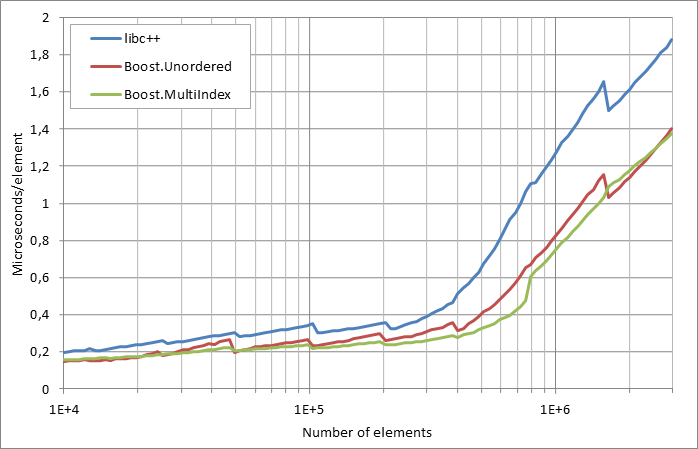 2
1,8
1,6
1,4
1,2
1
0,8
0,6
0,4
0,2
0
Microseconds/element
libc++
Boost.Unordered
Boost.MultiIndex
1E+4
1E+5
1E+6
Number of elements